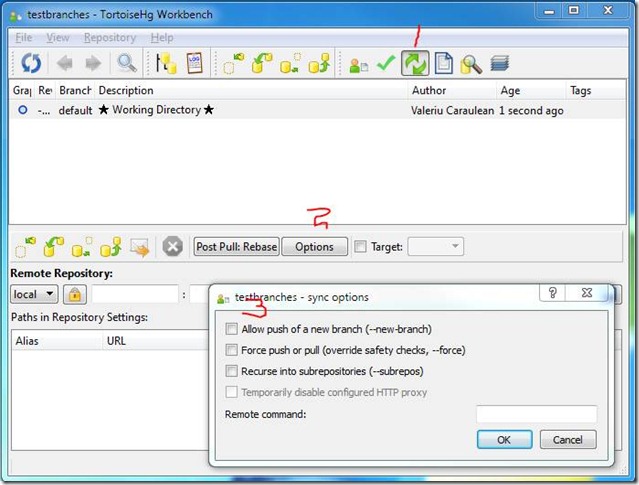 testbranches - TortoiseHg Workbench
File View Repository Help
LOG
1
Graph Rev Branch Description Author Age Tags
-... default ★ Working Directory ★ Valeriu Caraulean 1 second ago
2
Post Pull: Rebase Options Target:
Remote Repository:
local :
testbranches - sync options
3
Paths in Repository Settings:
Allow push of a new branch (--new-branch)
Alias URL
Force push or pull (override safety checks, --force)
Recurse into subrepositories (--subrepos)
Temporarily disable configured HTTP proxy
Remote command:
OK Cancel